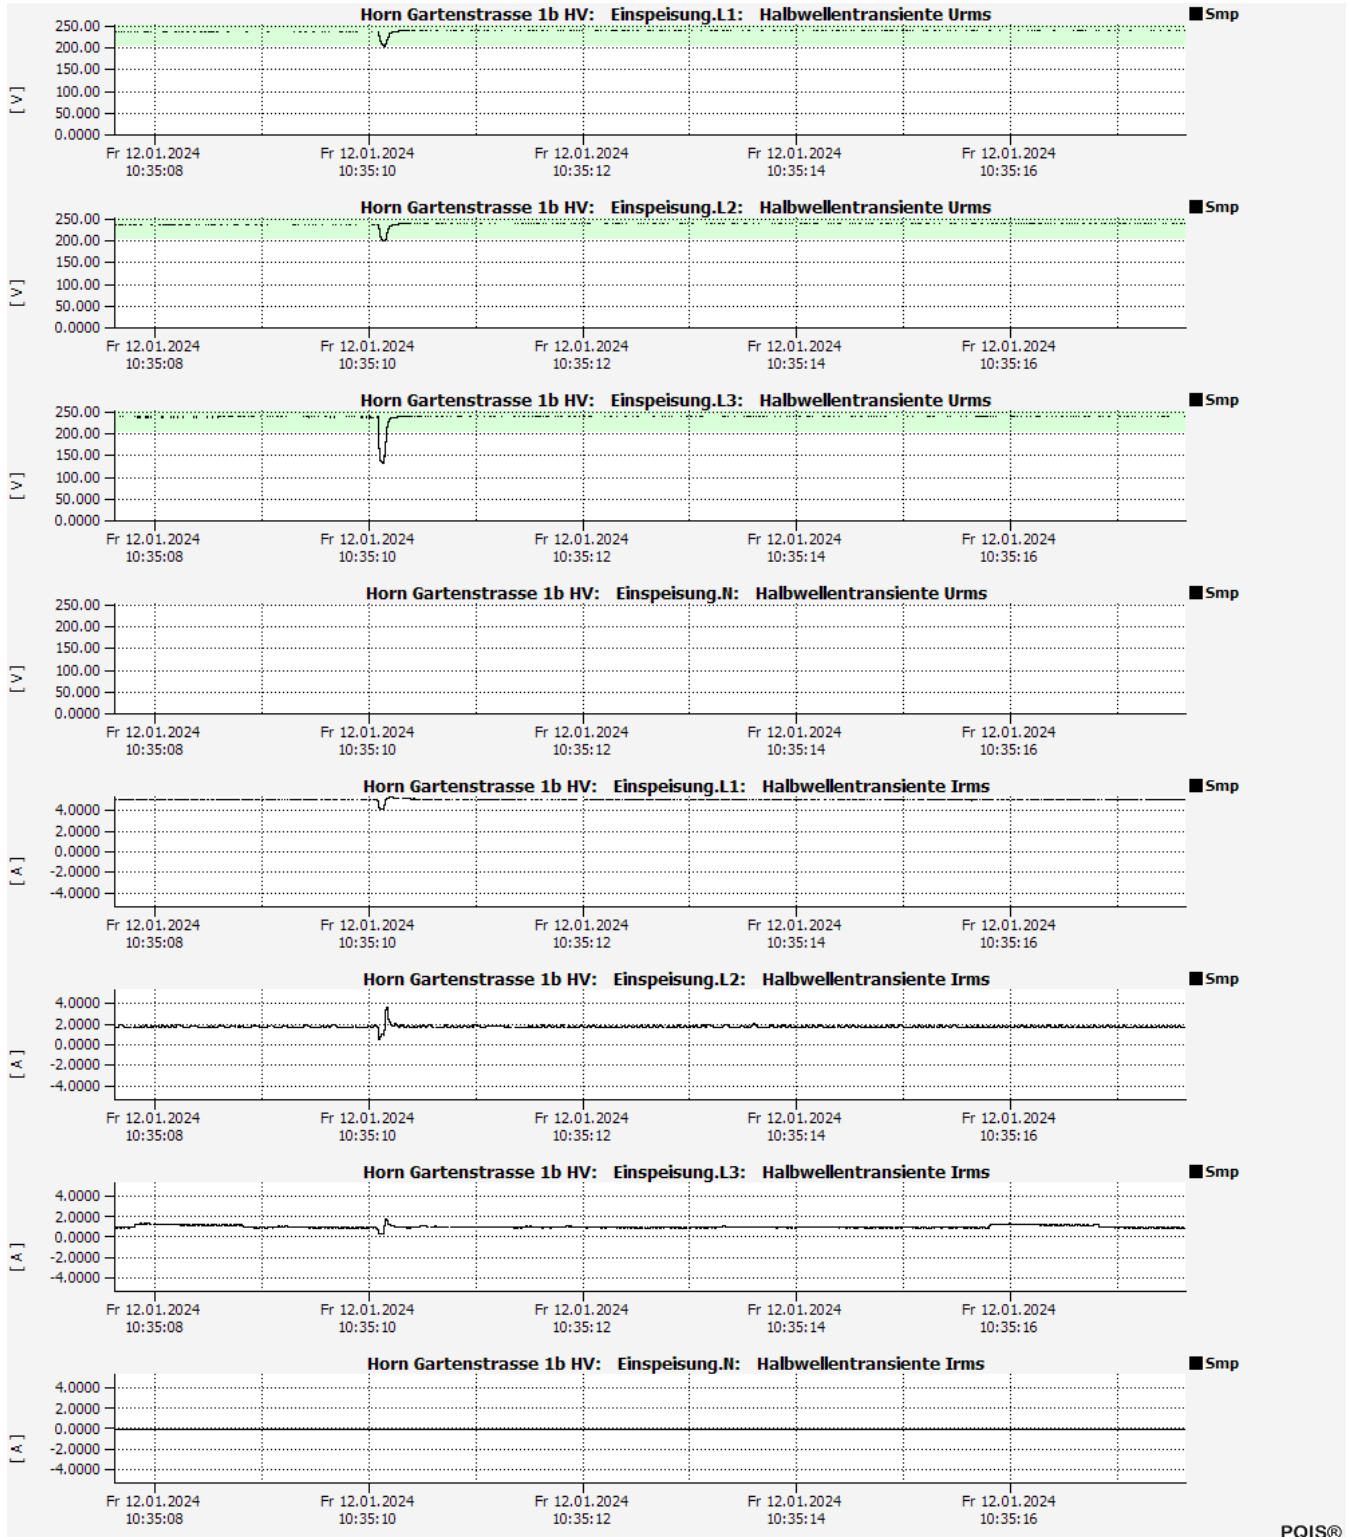 Horn Gartenstrasse 1b HV: Einspeisung.L1: Halbwellentransiente Urms
Smp
250.00
200.00
150.00
100.00
50.000
0.0000
[ V ]
Fr 12.01.2024 Fr 12.01.2024 Fr 12.01.2024 Fr 12.01.2024 Fr 12.01.2024
10:35:08 10:35:10 10:35:12 10:35:14 10:35:16
Horn Gartenstrasse 1b HV: Einspeisung.L2: Halbwellentransiente Urms
Smp
250.00
200.00
150.00
100.00
50.000
0.0000
[ V ]
Fr 12.01.2024 Fr 12.01.2024 Fr 12.01.2024 Fr 12.01.2024 Fr 12.01.2024
10:35:08 10:35:10 10:35:12 10:35:14 10:35:16
Horn Gartenstrasse 1b HV: Einspeisung.L3: Halbwellentransiente Urms
Smp
250.00
200.00
150.00
100.00
50.000
0.0000
[ V ]
Fr 12.01.2024 Fr 12.01.2024 Fr 12.01.2024 Fr 12.01.2024 Fr 12.01.2024
10:35:08 10:35:10 10:35:12 10:35:14 10:35:16
Horn Gartenstrasse 1b HV: Einspeisung.N: Halbwellentransiente Urms
Smp
250.00
200.00
150.00
100.00
50.000
0.0000
[ V ]
Fr 12.01.2024 Fr 12.01.2024 Fr 12.01.2024 Fr 12.01.2024 Fr 12.01.2024
10:35:08 10:35:10 10:35:12 10:35:14 10:35:16
Horn Gartenstrasse 1b HV: Einspeisung.L1: Halbwellentransiente Irms
Smp
4.0000
2.0000
0.0000
-2.0000
-4.0000
[ A ]
Fr 12.01.2024 Fr 12.01.2024 Fr 12.01.2024 Fr 12.01.2024 Fr 12.01.2024
10:35:08 10:35:10 10:35:12 10:35:14 10:35:16
Horn Gartenstrasse 1b HV: Einspeisung.L2: Halbwellentransiente Irms
Smp
4.0000
2.0000
0.0000
-2.0000
-4.0000
[ A ]
Fr 12.01.2024 Fr 12.01.2024 Fr 12.01.2024 Fr 12.01.2024 Fr 12.01.2024
10:35:08 10:35:10 10:35:12 10:35:14 10:35:16
Horn Gartenstrasse 1b HV: Einspeisung.L3: Halbwellentransiente Irms
Smp
4.0000
2.0000
0.0000
-2.0000
-4.0000
[ A ]
Fr 12.01.2024 Fr 12.01.2024 Fr 12.01.2024 Fr 12.01.2024 Fr 12.01.2024
10:35:08 10:35:10 10:35:12 10:35:14 10:35:16
Horn Gartenstrasse 1b HV: Einspeisung.N: Halbwellentransiente Irms
Smp
4.0000
2.0000
0.0000
-2.0000
-4.0000
[ A ]
Fr 12.01.2024 Fr 12.01.2024 Fr 12.01.2024 Fr 12.01.2024 Fr 12.01.2024
10:35:08 10:35:10 10:35:12 10:35:14 10:35:16
PQIS®